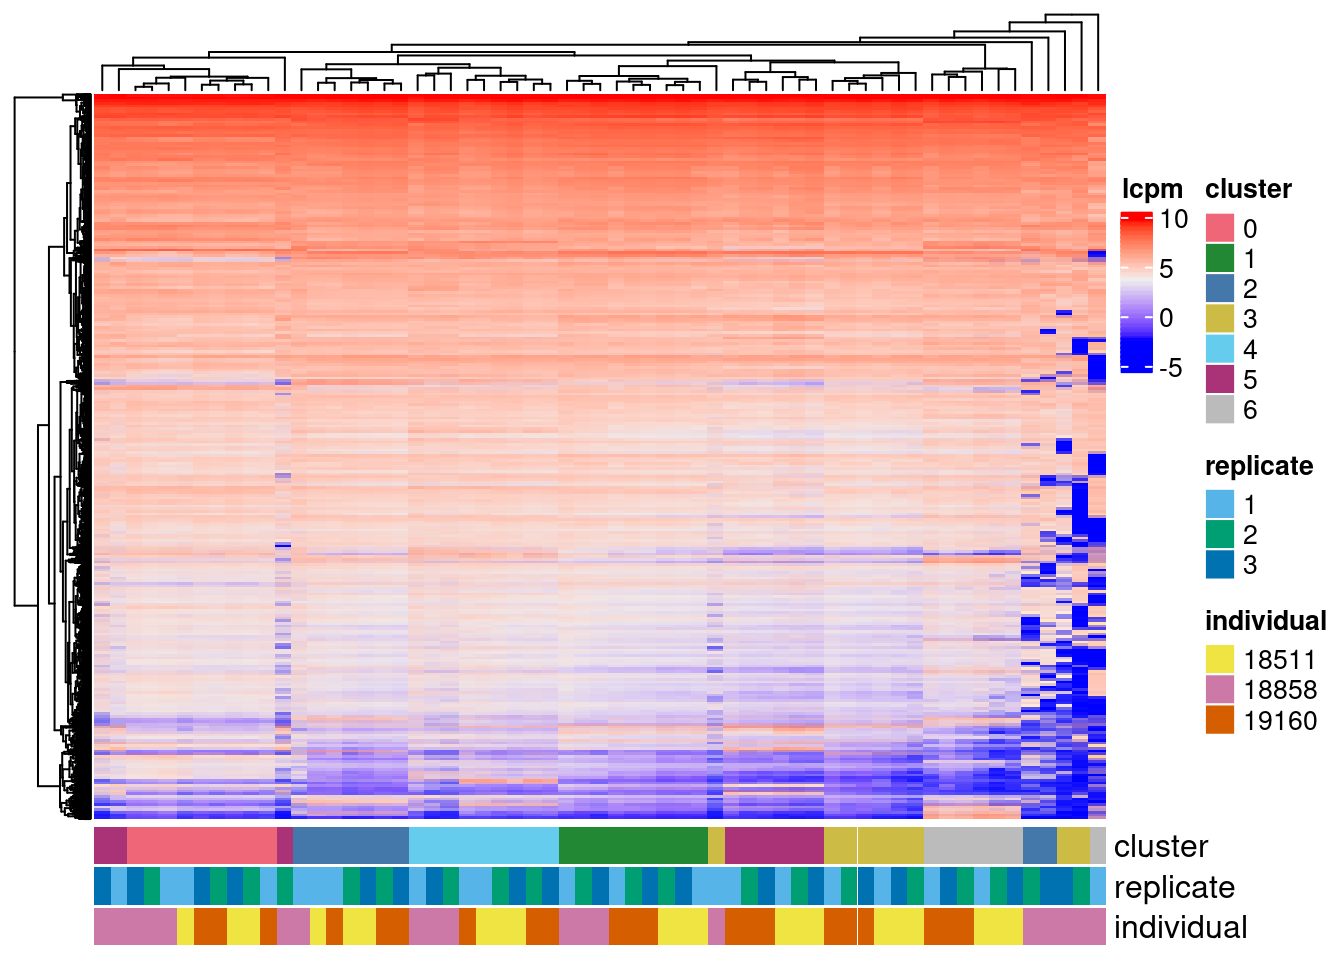 lcpm
10
5
0
-5
cluster
0
1
2
3
4
5
6
replicate
1
2
3
individual
18511
18858
19160
cluster
replicate
individual